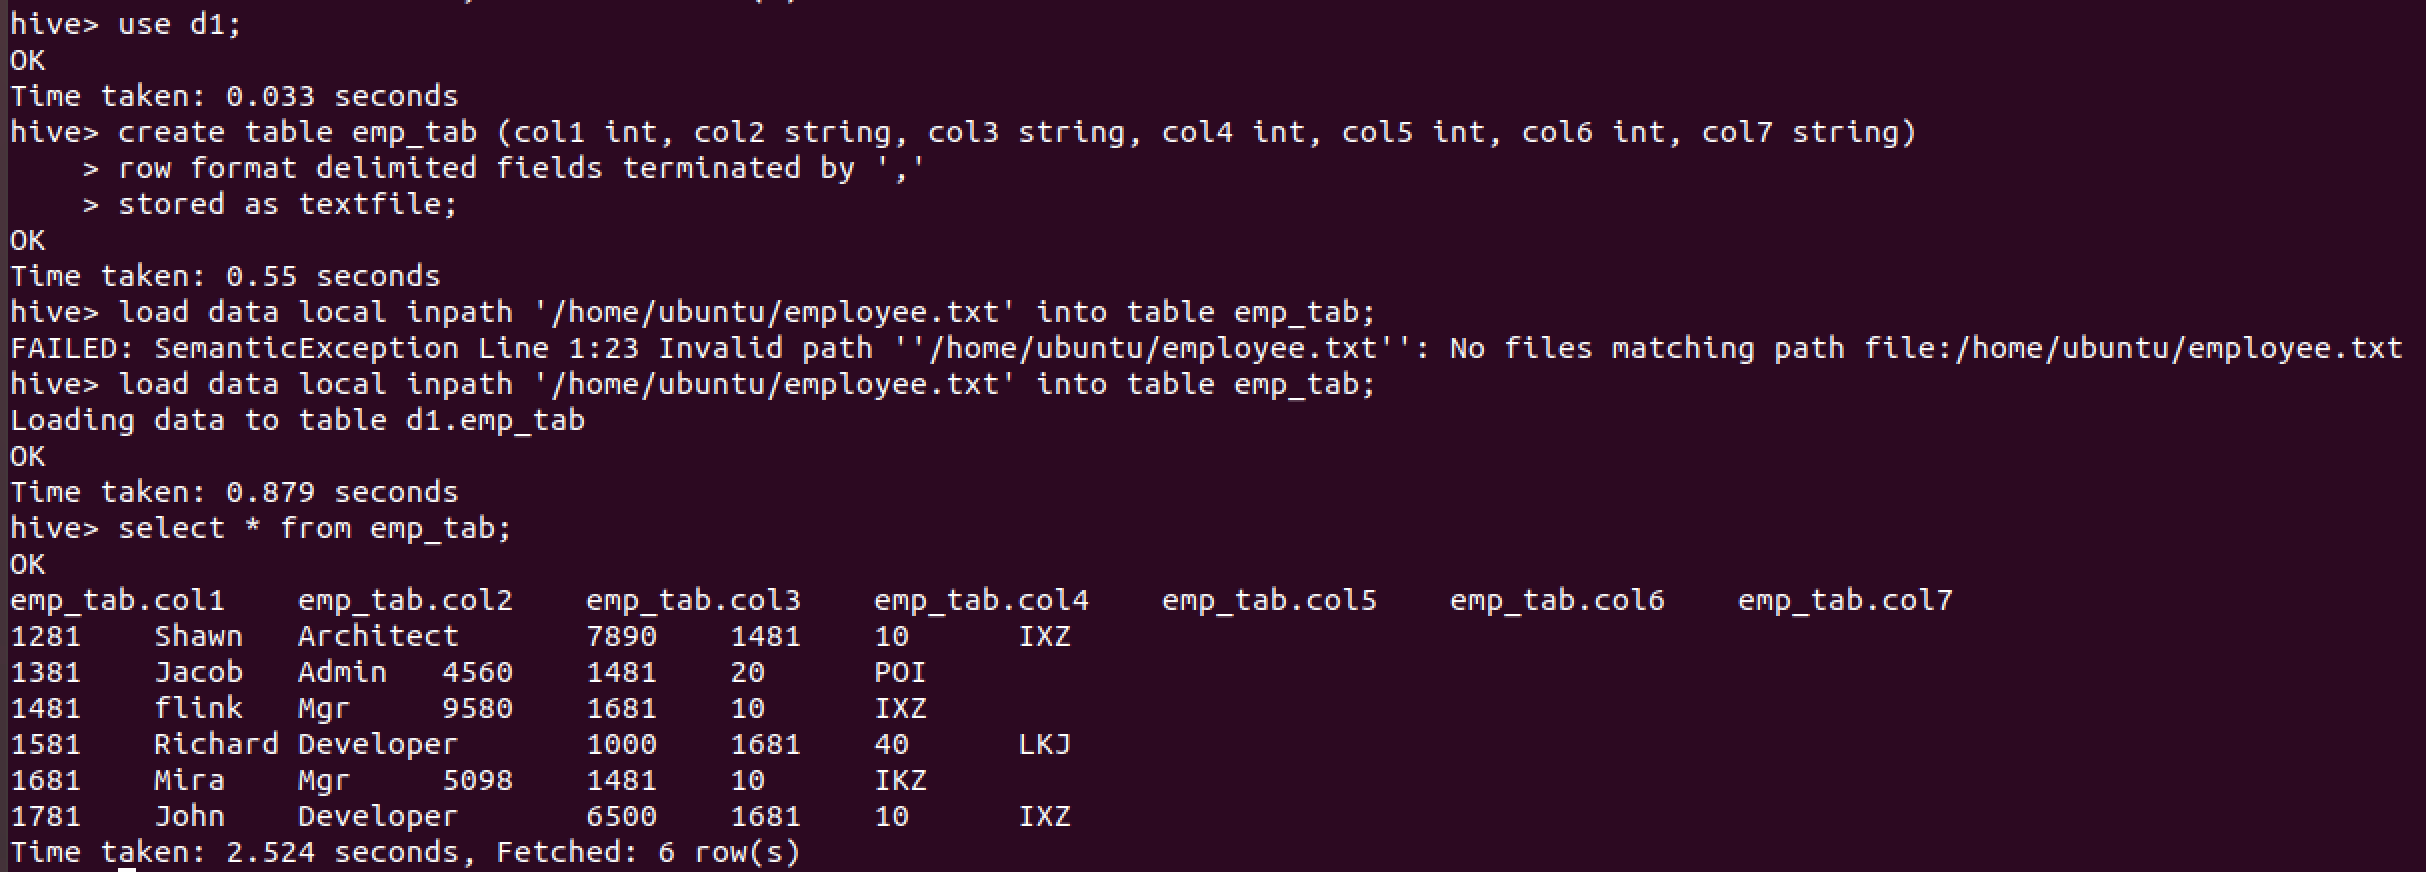 hive> use d1;
OK
Time taken: 0.033 seconds
hive> create table emp_tab (col1 int, col2 string, col3 string, col4 int, col5 int, col6 int, col7 string)
    > row format delimited fields terminated by ','
    > stored as textfile;
OK
Time taken: 0.55 seconds
hive> load data local inpath '/home/ubuntu/employee.txt' into table emp_tab;
FAILED: SemanticException Line 1:23 Invalid path ''/home/ubuntu/employee.txt'': No files matching path file:/home/ubuntu/employee.txt
hive> load data local inpath '/home/ubuntu/employee.txt' into table emp_tab;
Loading data to table d1.emp_tab
OK
Time taken: 0.879 seconds
hive> select * from emp_tab;
OK
emp_tab.col1    emp_tab.col2    emp_tab.col3    emp_tab.col4    emp_tab.col5    emp_tab.col6    emp_tab.col7
1281    Shawn   Architect       7890    1481    10      IXZ
1381    Jacob   Admin   4560    1481    20      POI
1481    flink   Mgr     9580    1681    10      IXZ
1581    Richard Developer       1000    1681    40      LKJ
1681    Mira    Mgr     5098    1481    10      IKZ
1781    John    Developer       6500    1681    10      IXZ
Time taken: 2.524 seconds, Fetched: 6 row(s)